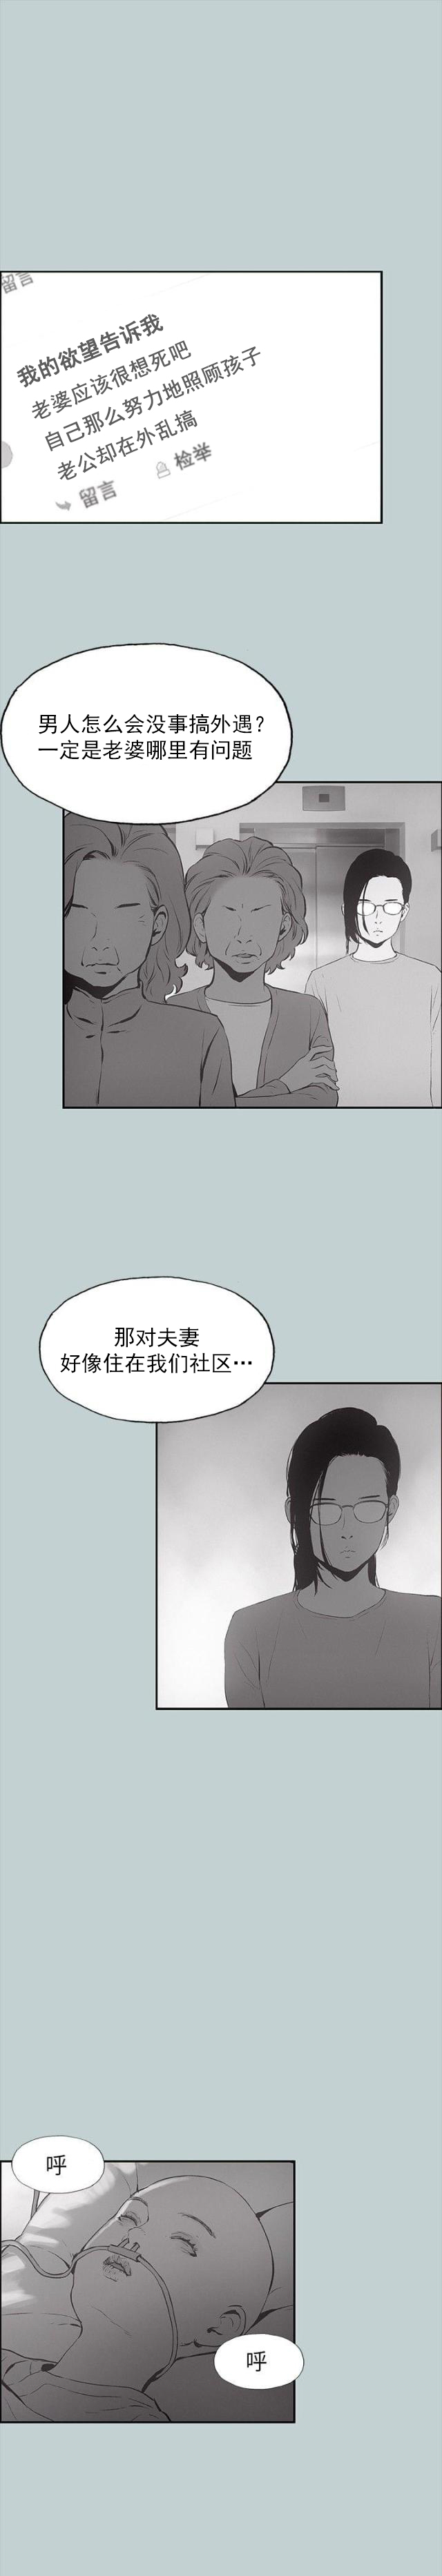 留言
我的欲望告诉我
老婆应该很想死吧
自己那么努力地照顾孩子
老公却在外乱搞
留言 检举
男人怎么会没事搞外遇？
一定是老婆哪里有问题
那对夫妻
好像住在我们社区…
呼
呼